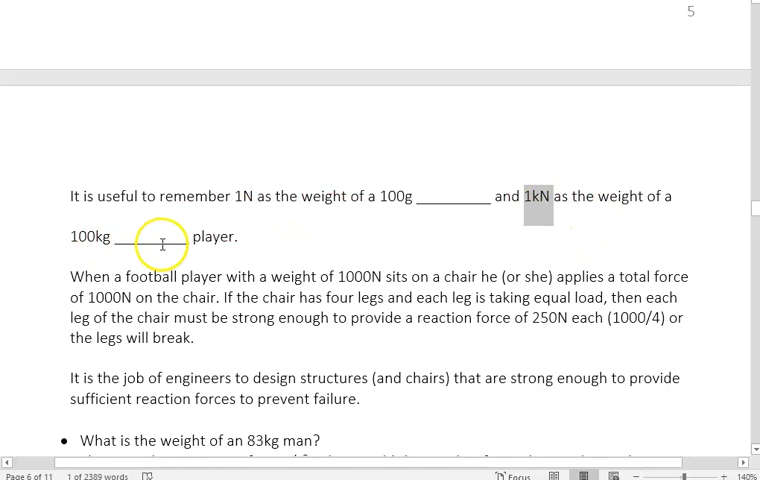 5
It is useful to remember 1N as the weight of a 100g _________ and 1kN as the weight of a
100kg _________ player.
When a football player with a weight of 1000N sits on a chair he (or she) applies a total force
of 1000N on the chair. If the chair has four legs and each leg is taking equal load, then each
leg of the chair must be strong enough to provide a reaction force of 250N each (1000/4) or
the legs will break.
It is the job of engineers to design structures (and chairs) that are strong enough to provide
sufficient reaction forces to prevent failure.
• What is the weight of an 83kg man?
Page 6 of 11 1 of 2389 words Focus 140%